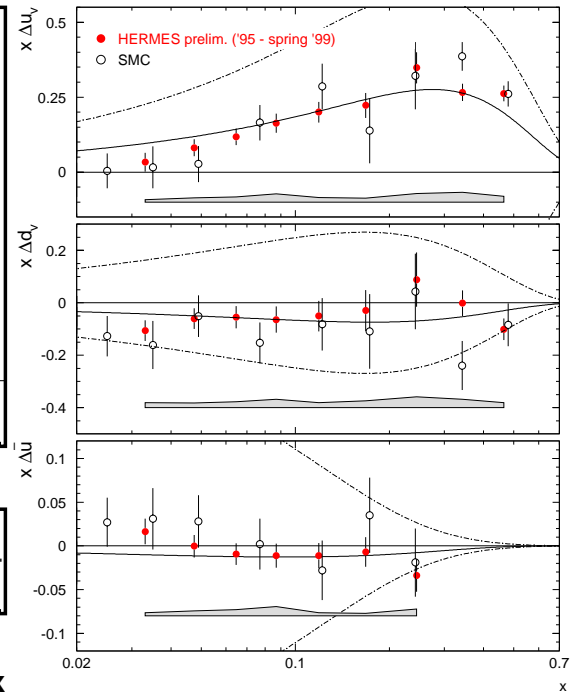 x Δu_v
0.5
HERMES prelim. ('95 - spring '99)
SMC
0.25
0
x Δd_v
0.2
0
-0.2
-0.4
x Δū
0.1
0.05
0
-0.05
-0.1
0.02
0.1
0.7
x
x